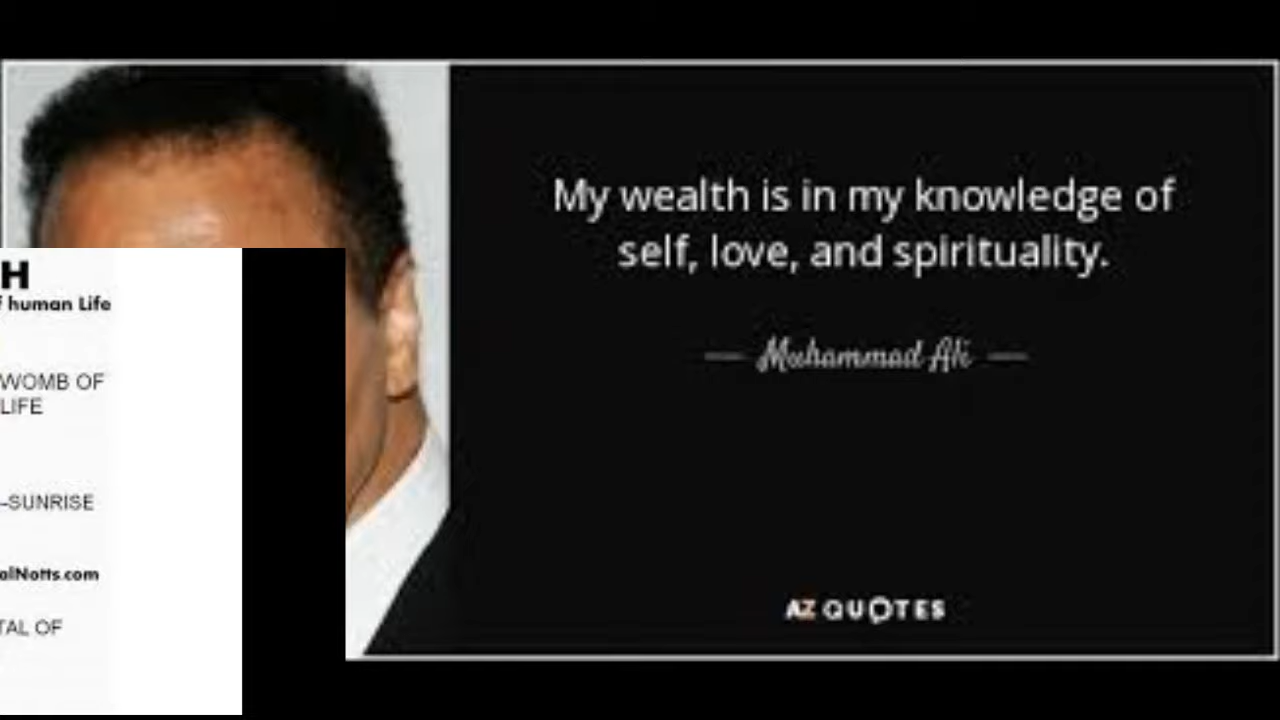 My wealth is in my knowledge of
self, love, and spirituality.
— Muhammad Ali —
AZ QUOTES
H
f human Life
WOMB OF
LIFE
–SUNRISE
alNotts.com
TAL OF